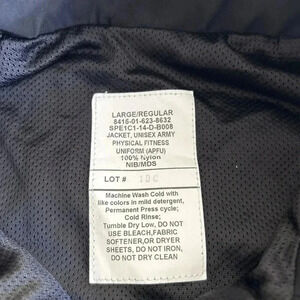 LARGE/REGULAR
8415-01-623-8632
SPE1C1-14-D-B008
JACKET, UNISEX ARMY
PHYSICAL FITNESS
UNIFORM (APFU)
100% Nylon
NIB/MDS
LOT # 10C
Machine Wash Cold with
like colors in mild detergent,
Permanent Press cycle;
Cold Rinse;
Tumble Dry Low, DO NOT
USE BLEACH,FABRIC
SOFTENER,OR DRYER
SHEETS, DO NOT IRON,
DO NOT DRY CLEAN